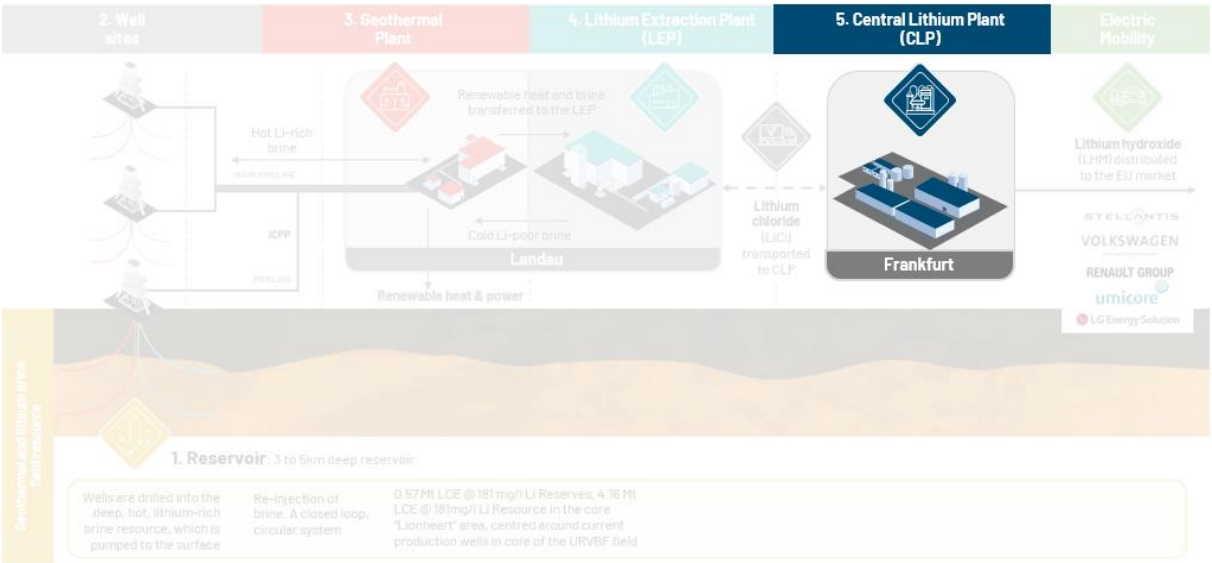 2. Well
sites
3. Geothermal
Plant
4. Lithium Extraction Plant
(LEP)
5. Central Lithium Plant
(CLP)
Electric
Mobility
Renewable heat and brine
transferred to the LEP
Hot Li-rich
brine
MAIN PIPELINE
ICPP
PIPELINE
Cold Li-poor brine
Landau
Renewable heat & power
Lithium
chloride
(LiCl)
transported
to CLP
Frankfurt
Lithium hydroxide
(LHM) distributed
to the EU market
STELLANTIS
VOLKSWAGEN
RENAULT GROUP
umicore
LG Energy Solution
Geothermal and lithium brine
field resource
1. Reservoir: 3 to 5km deep reservoir
Wells are drilled into the
deep, hot, lithium-rich
brine resource, which is
pumped to the surface
Re-injection of
brine. A closed loop,
circular system
0.57 Mt LCE @ 181 mg/l Li Reserves, 4.16 Mt
LCE @ 181mg/l Li Resource in the core
"Lionheart" area, centred around current
production wells in core of the URVBF field